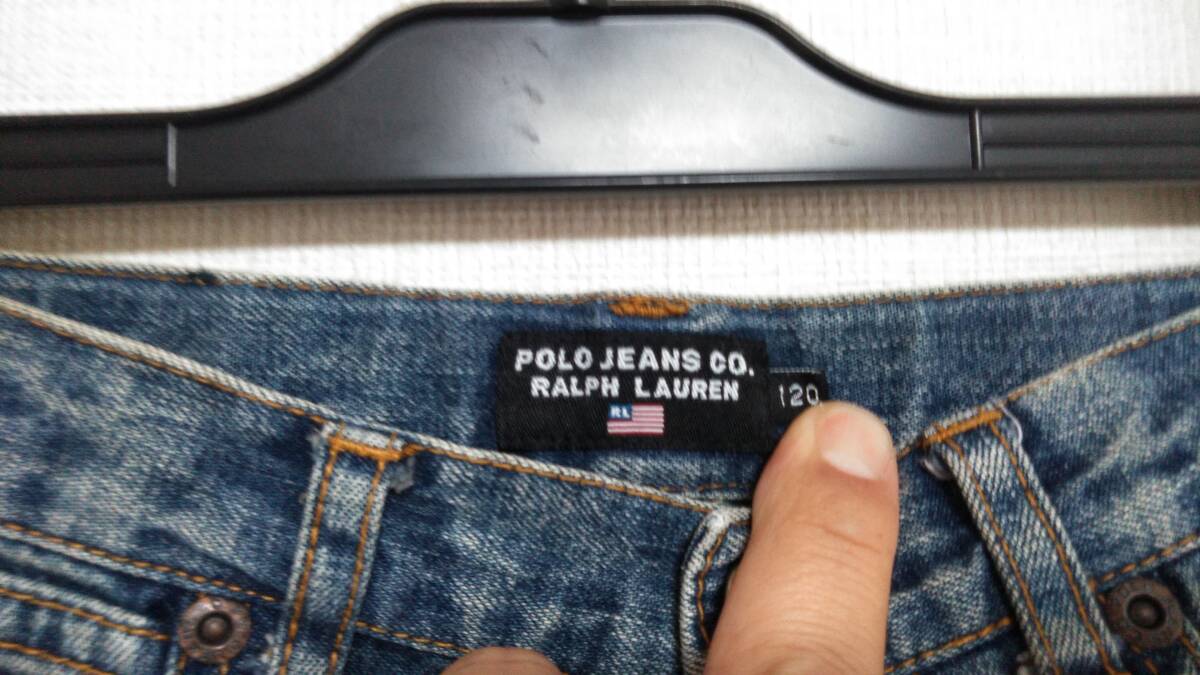 POLO JEANS CO.
RALPH LAUREN
RL
120